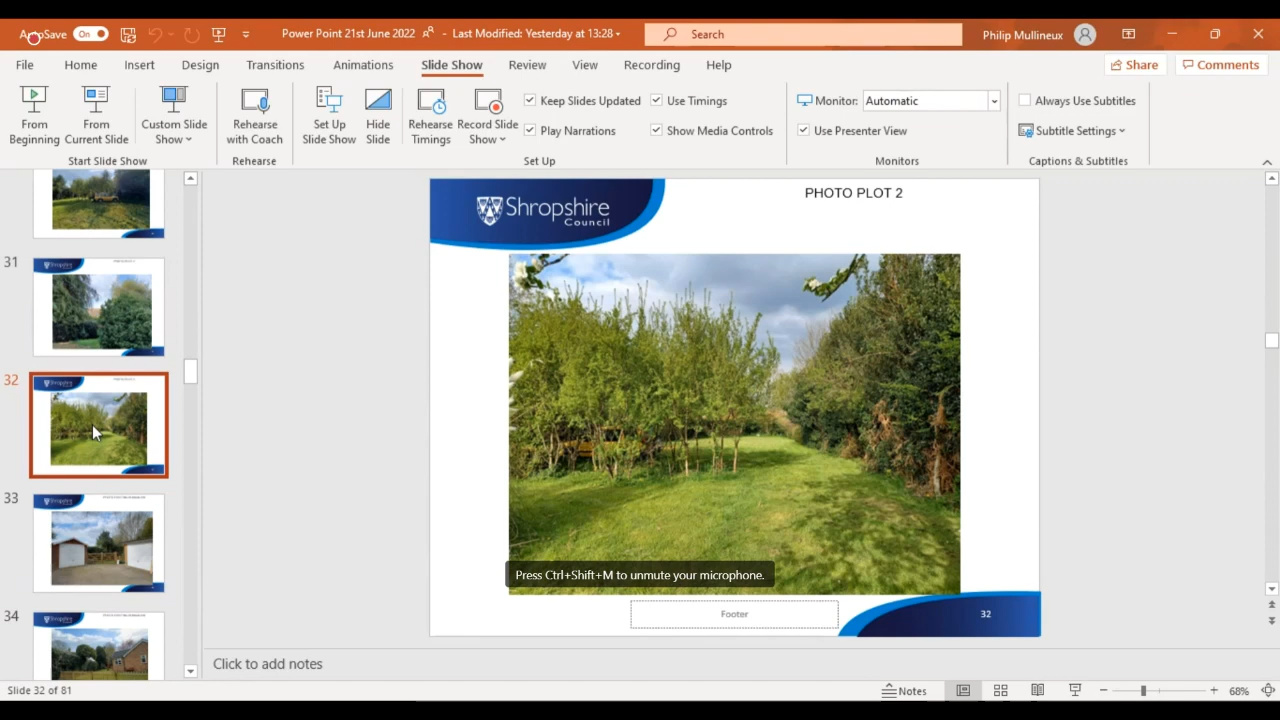 AutoSave On Power Point 21st June 2022 - Last Modified: Yesterday at 13:28 Search Philip Mullineux
File Home Insert Design Transitions Animations Slide Show Review View Recording Help Share Comments
From Beginning
From Current Slide
Custom Slide Show
Start Slide Show
Rehearse with Coach
Rehearse
Set Up Slide Show
Hide Slide
Rehearse Timings
Record Slide Show
Keep Slides Updated
Play Narrations
Use Timings
Show Media Controls
Set Up
Monitor: Automatic
Use Presenter View
Monitors
Always Use Subtitles
Subtitle Settings
Captions & Subtitles
31
32
33
34
Shropshire
Council
PHOTO PLOT 2
Press Ctrl+Shift+M to unmute your microphone.
Footer
32
Click to add notes
Slide 32 of 81 Notes 68%